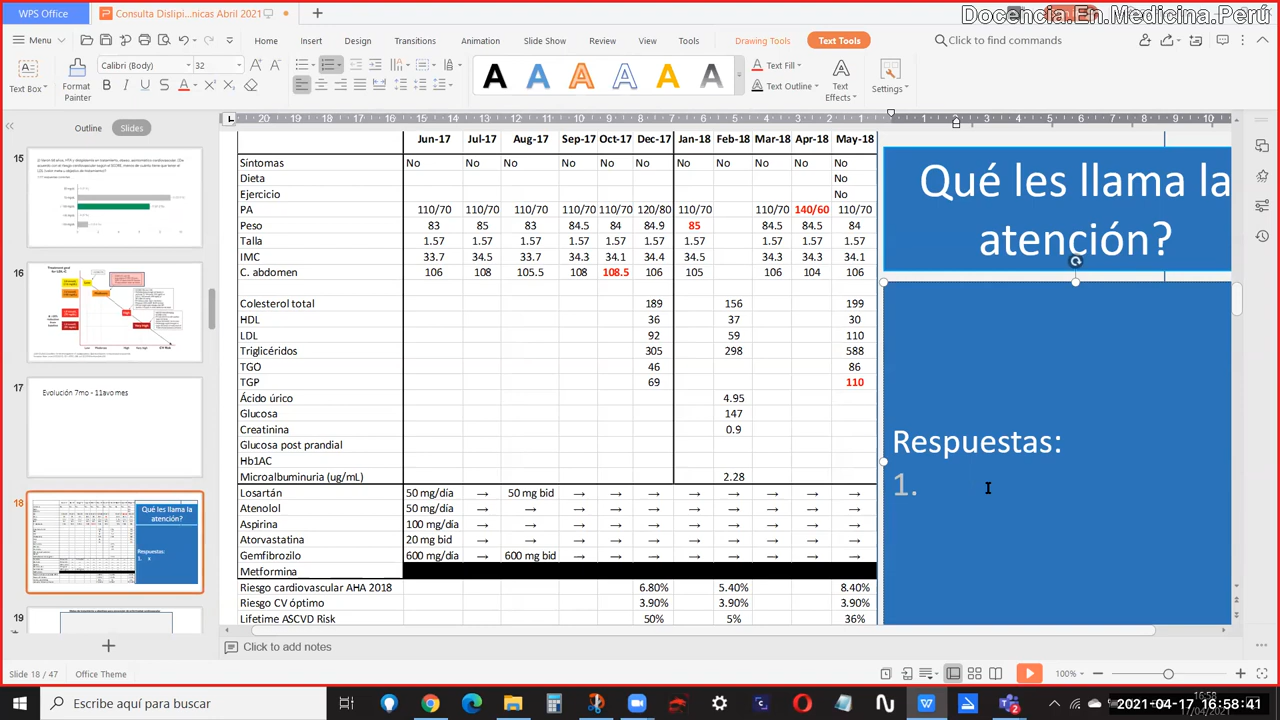 WPS Office
Consulta Dislipi...nicas Abril 2021
Docencia.En.Medicina.Perú
Menu
Home
Insert
Design
Transitions
Animation
Slide Show
Review
View
Tools
Drawing Tools
Text Tools
Click to find commands
Text Box
Format Painter
Calibri (Body)
32
Text Fill
Text Outline
Text Effects
Settings
Outline
Slides
15
16
17
Evolución 7mo - 11avo mes
18
Qué les llama la atención?
Respuestas:
19
Jun-17 Jul-17 Aug-17 Sep-17 Oct-17 Dec-17 Jan-18 Feb-18 Mar-18 Apr-18 May-18
Síntomas No No No No No No No No No No No
Dieta No
Ejercicio No
PA 110/70 110/70 110/70 110/70 110/70 120/80 110/70 110/70 140/60 110/70
Peso 83 85 83 84.5 84 84.9 85 84.5 84.5 84
Talla 1.57 1.57 1.57 1.57 1.57 1.57 1.57 1.57 1.57 1.57
IMC 33.7 34.5 33.7 34.3 34.1 34.4 34.5 34.3 34.3 34.1
C. abdomen 106 108 105.5 108 108.5 106 105 106 104 106
Colesterol total 189 156 199
HDL 36 37 30
LDL 92 59 110
Triglicéridos 305 298 588
TGO 46 86
TGP 69 110
Ácido úrico 4.95
Glucosa 147
Creatinina 0.9
Glucosa post prandial
Hb1AC
Microalbuminuria (ug/mL) 2.28
Losartán 50 mg/día → 50 mg bid → → → → → → → →
Atenolol 50 mg/día → → → → → → → → → →
Aspirina 100 mg/día → → → → → → → → → →
Atorvastatina 20 mg bid → → → → → → → → → →
Gemfibrozilo 600 mg/día → 600 mg bid → → → → → → → →
Metformina
Riesgo cardiovascular AHA 2018 6.80% 5.40% 8.40%
Riesgo CV óptimo 3.90% 3.90% 3.90%
Lifetime ASCVD Risk 50% 5% 36%
Qué les llama la
atención?
Respuestas:
1.
Click to add notes
Slide 18 / 47
Office Theme
100%
Escribe aquí para buscar
16:58
17/04/2021
2021-04-17 16:58:41